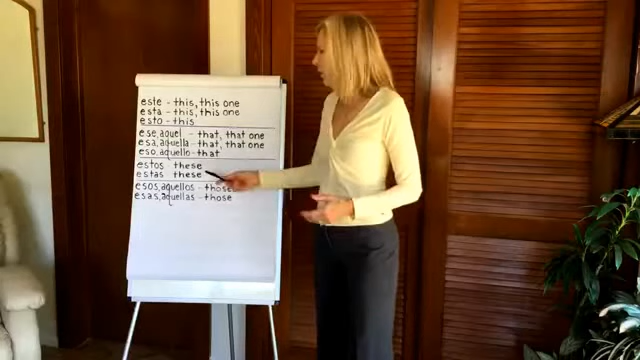 este - this, this one
esta - this, this one
esto - this
ese, aquel - that, that one
esa, aquella - that, that one
eso, aquello - that
estos these
estas these
esos, aquellos - those
esas, aquellas - those